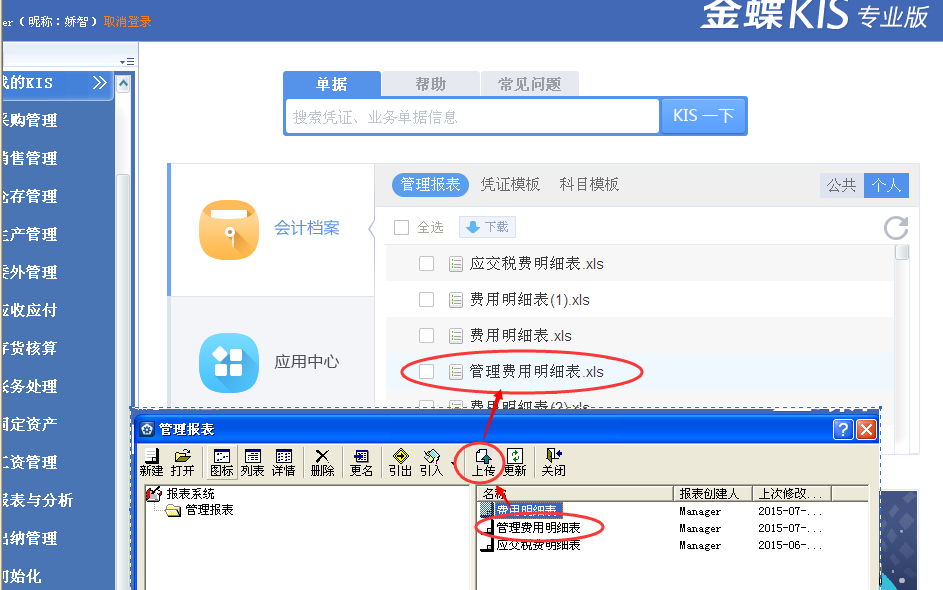 er（昵称：娇智）取消登录
金蝶KIS 专业版
我的KIS
采购管理
销售管理
仓存管理
生产管理
委外管理
应收应付
存货核算
账务处理
固定资产
工资管理
报表与分析
出纳管理
初始化
单据 帮助 常见问题
搜索凭证、业务单据信息 KIS 一下
会计档案
应用中心
管理报表 凭证模板 科目模板 公共 个人
全选 下载
应交税费明细表.xls
费用明细表(1).xls
费用明细表.xls
管理费用明细表.xls
费用明细表(2).xls
管理报表
新建 打开 图标 列表 详情 删除 更名 引出 引入 上传 更新 关闭
报表系统
管理报表
名称 报表创建人 上次修改...
费用明细表 Manager 2015-07-...
管理费用明细表 Manager 2015-07-...
应交税费明细表 Manager 2015-06-...